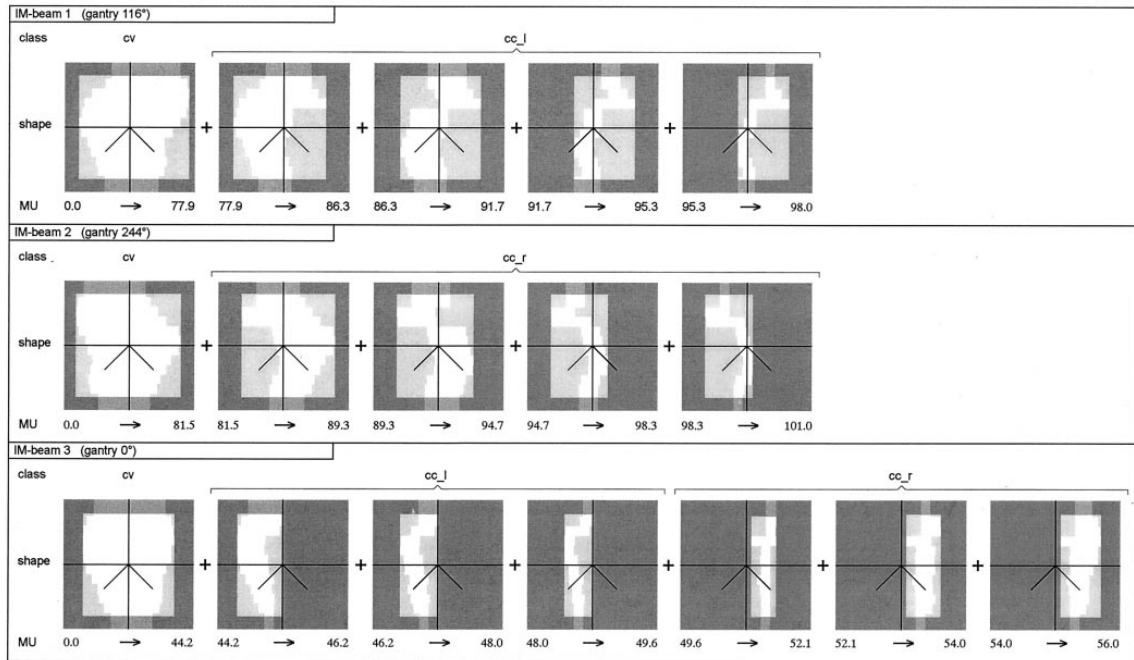 IM-beam 1 (gantry 116°)
class cv cc_l
shape + + + +
MU 0.0 → 77.9 77.9 → 86.3 86.3 → 91.7 91.7 → 95.3 95.3 → 98.0
IM-beam 2 (gantry 244°)
class cv cc_r
shape + + + +
MU 0.0 → 81.5 81.5 → 89.3 89.3 → 94.7 94.7 → 98.3 98.3 → 101.0
IM-beam 3 (gantry 0°)
class cv cc_l cc_r
shape + + + + + +
MU 0.0 → 44.2 44.2 → 46.2 46.2 → 48.0 48.0 → 49.6 49.6 → 52.1 52.1 → 54.0 54.0 → 56.0